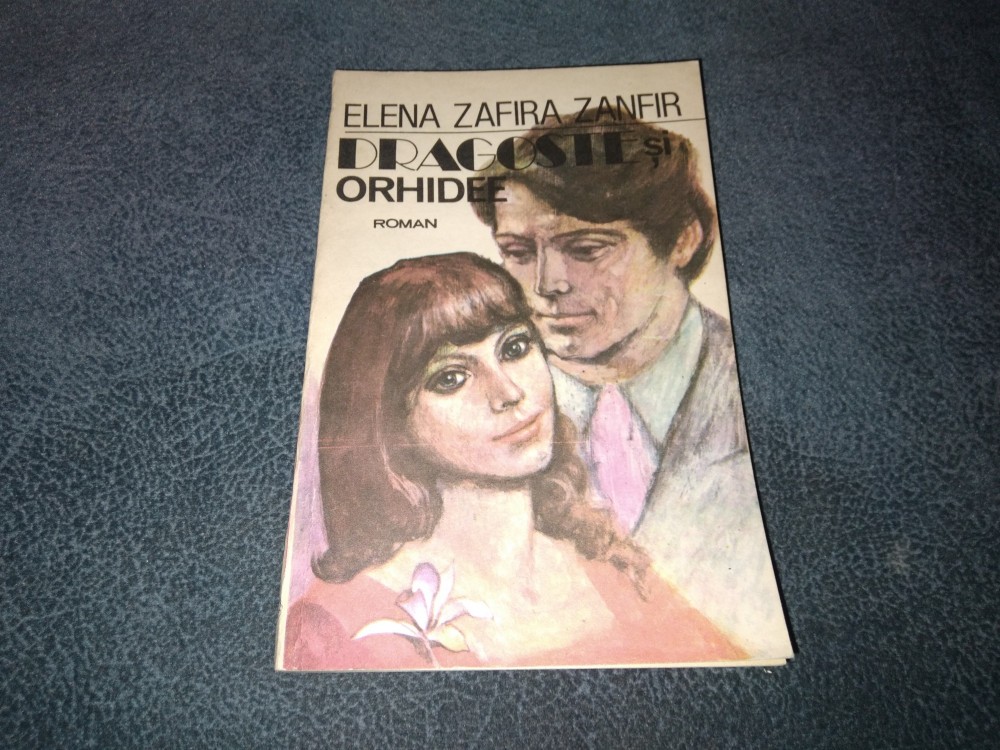 ELENA ZAFIRA ZANFIR
DRAGOSTE și
ORHIDEE
ROMAN